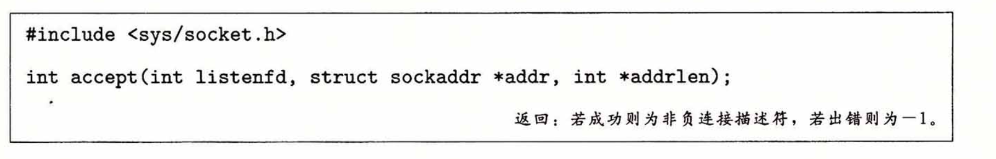 #include <sys/socket.h>
int accept(int listenfd, struct sockaddr *addr, int *addrlen);
返回：若成功则为非负连接描述符，若出错则为－1。